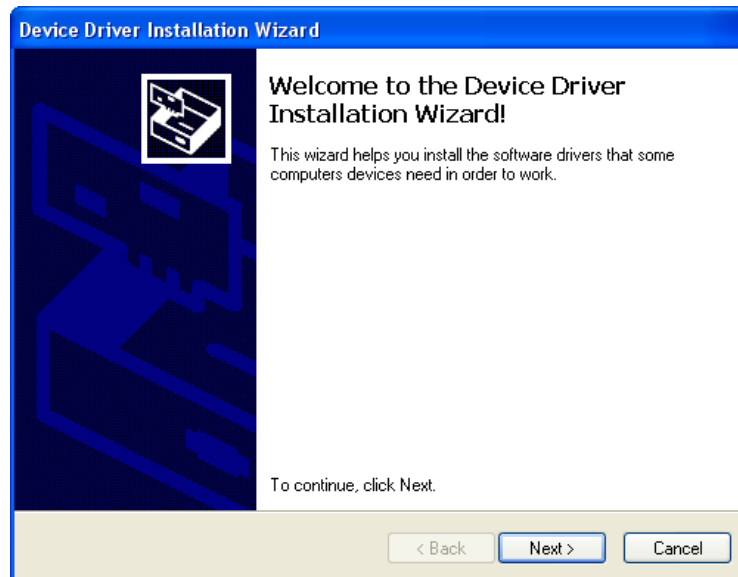 Device Driver Installation Wizard
Welcome to the Device Driver
Installation Wizard!
This wizard helps you install the software drivers that some
computers devices need in order to work.
To continue, click Next.
< Back Next > Cancel